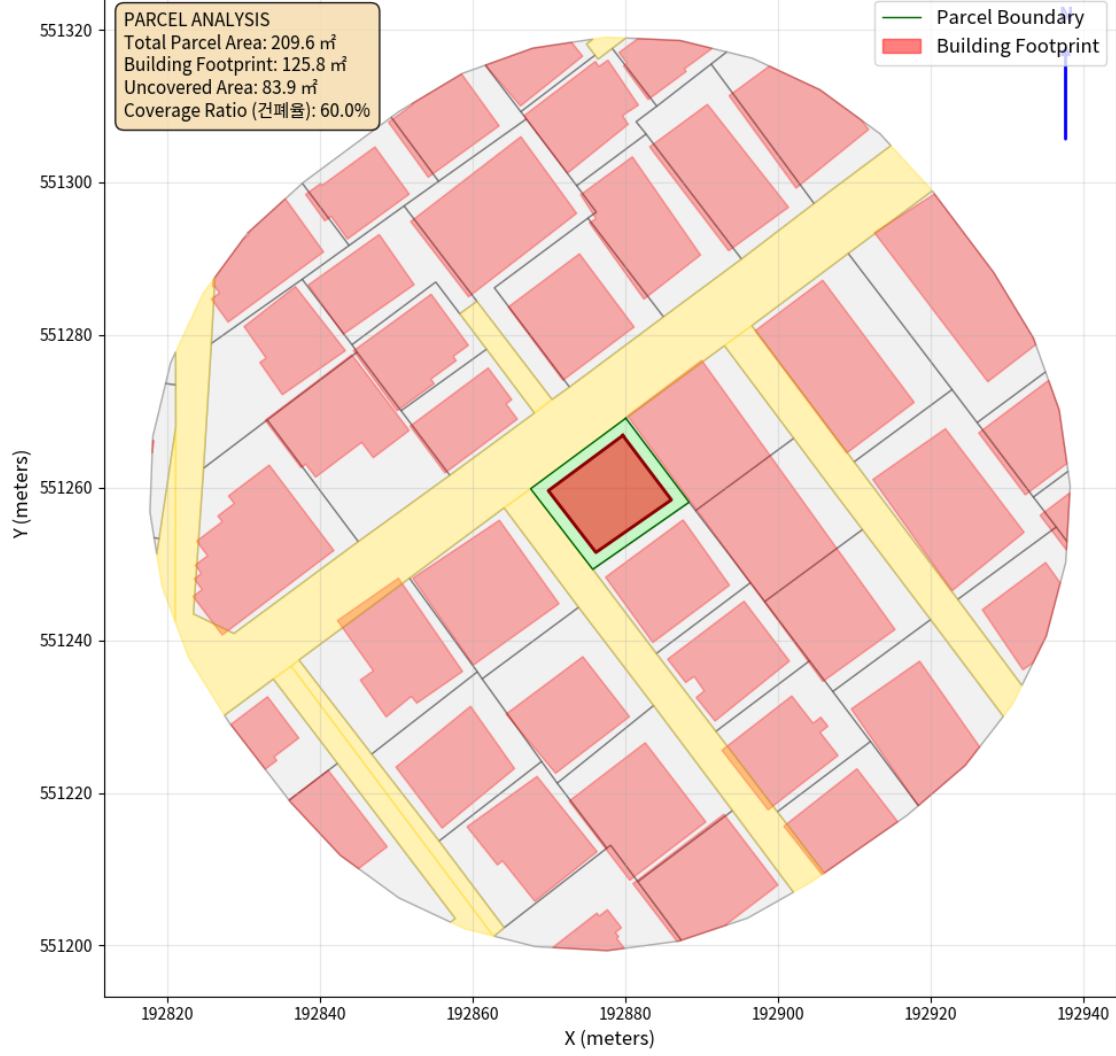 PARCEL ANALYSIS
Total Parcel Area: 209.6 ㎡
Building Footprint: 125.8 ㎡
Uncovered Area: 83.9 ㎡
Coverage Ratio (건폐율): 60.0%
N
Parcel Boundary
Building Footprint
551320
551300
551280
551260
551240
551220
551200
Y (meters)
192820
192840
192860
192880
192900
192920
192940
X (meters)